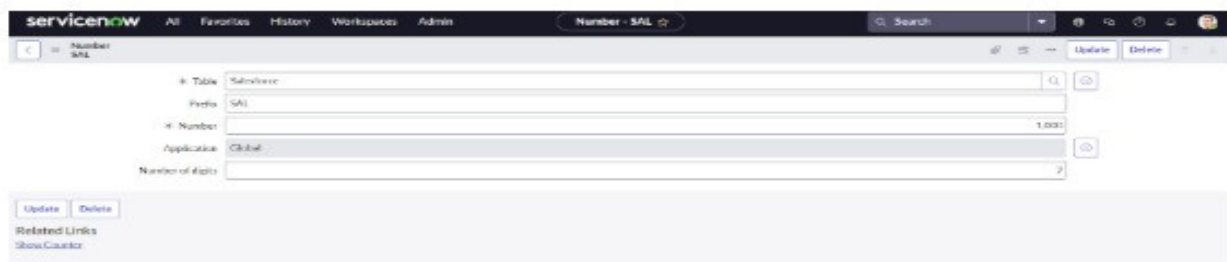 servicenow All Favorites History Workspaces Admin Number - SAL Search
Number
SAL
Update Delete
* Table Salesforce
Prefix SAL
* Number 1,000
Application Global
Number of digits 7
Update Delete
Related Links
Show Counter